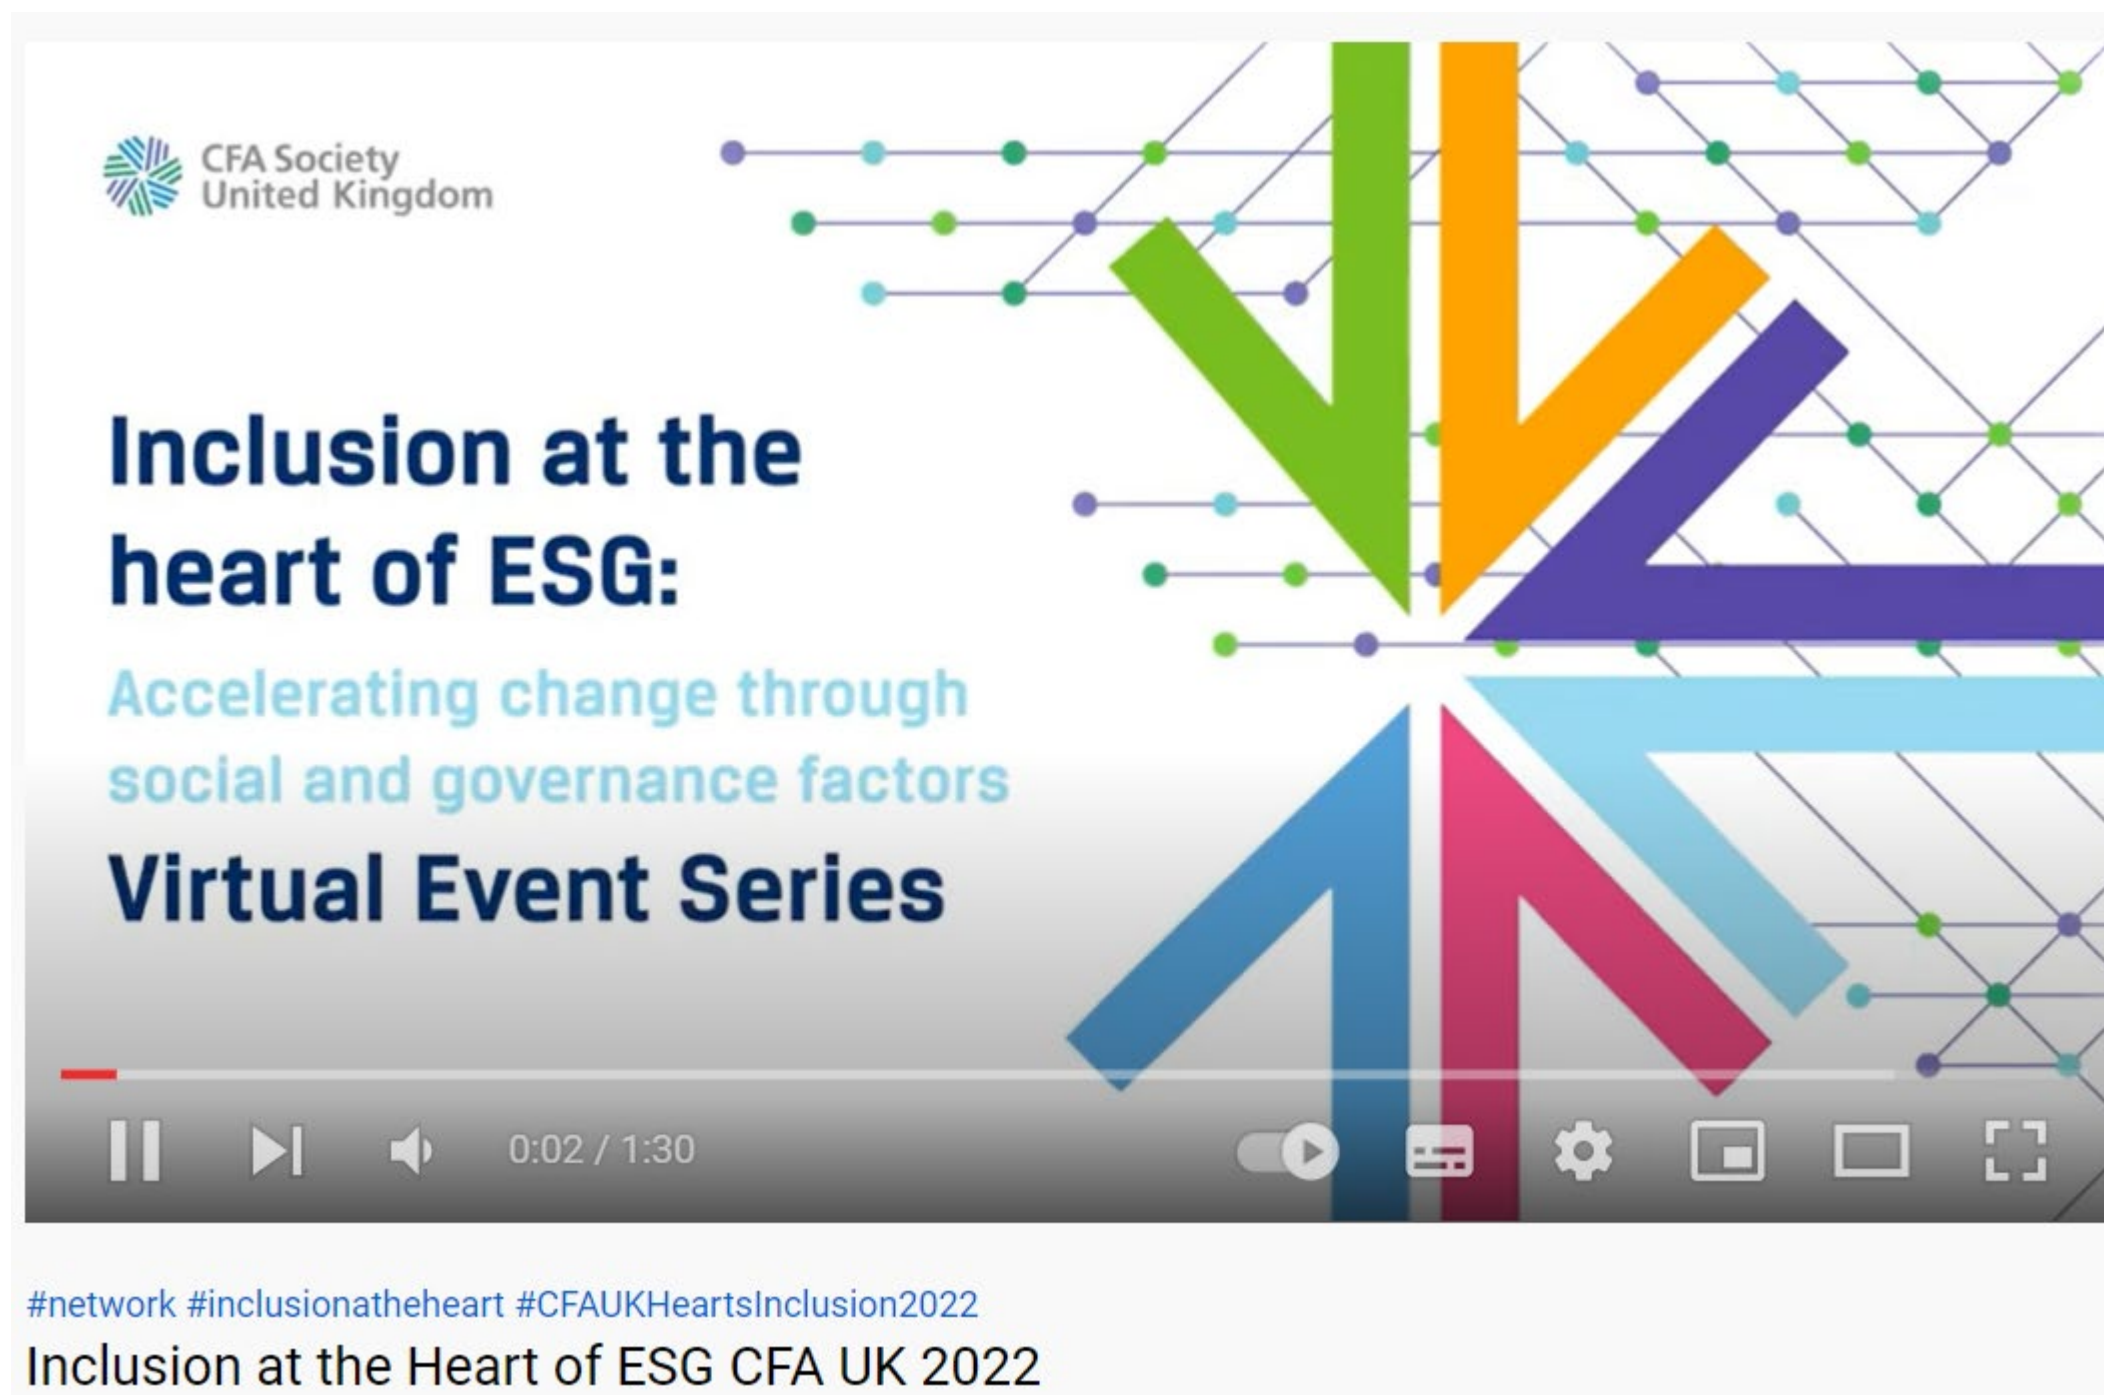 CFA Society
United Kingdom
Inclusion at the
heart of ESG:
Accelerating change through
social and governance factors
Virtual Event Series
0:02 / 1:30
#network #inclusionatheheart #CFAUKHeartsInclusion2022
Inclusion at the Heart of ESG CFA UK 2022